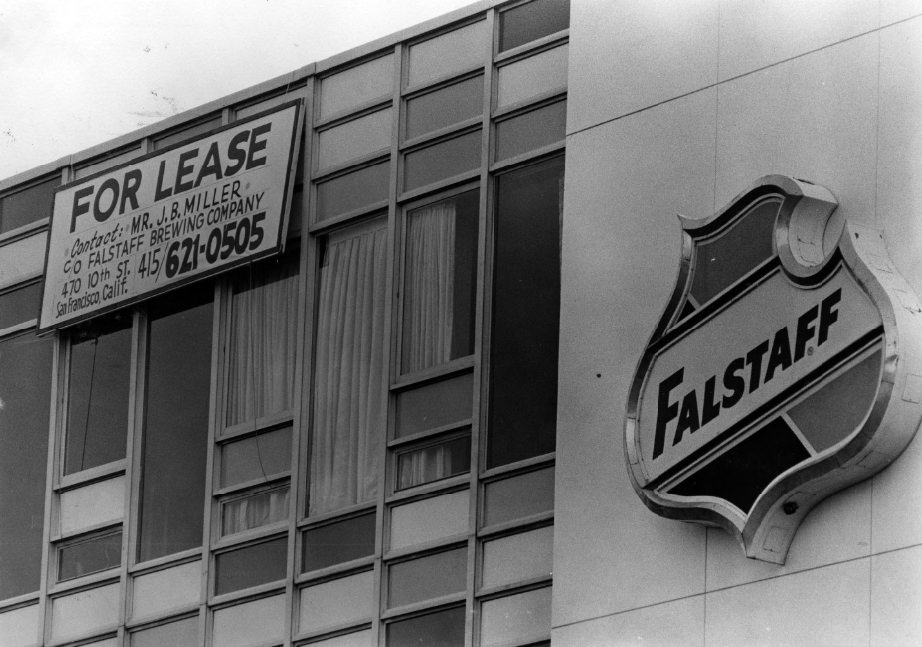 FOR LEASE
Contact: MR. J.B. MILLER
C/O FALSTAFF BREWING COMPANY
470 10th ST. 415/621-0505
San Francisco, Calif.
FALSTAFF®